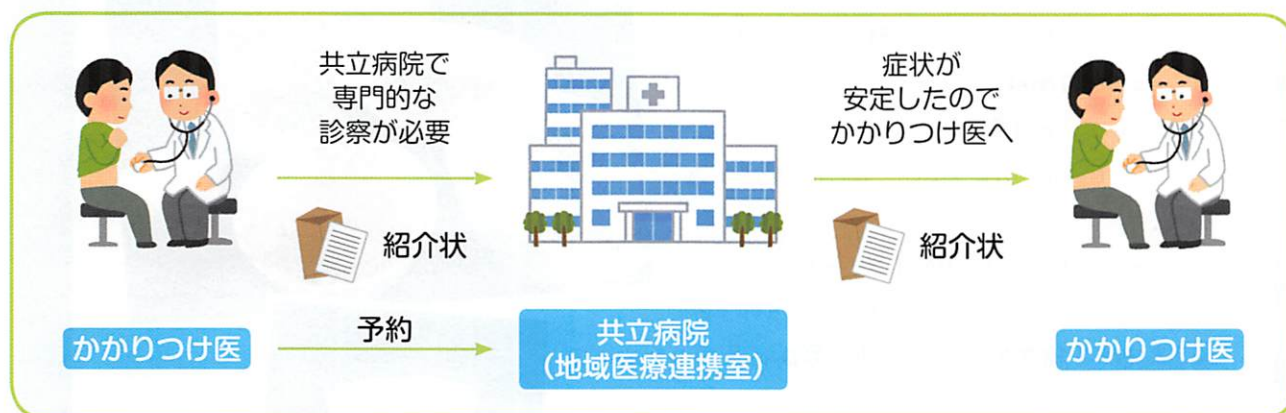 共立病院で
専門的な
診察が必要
紹介状
症状が
安定したので
かかりつけ医へ
紹介状
かかりつけ医
予約
共立病院
(地域医療連携室)
かかりつけ医